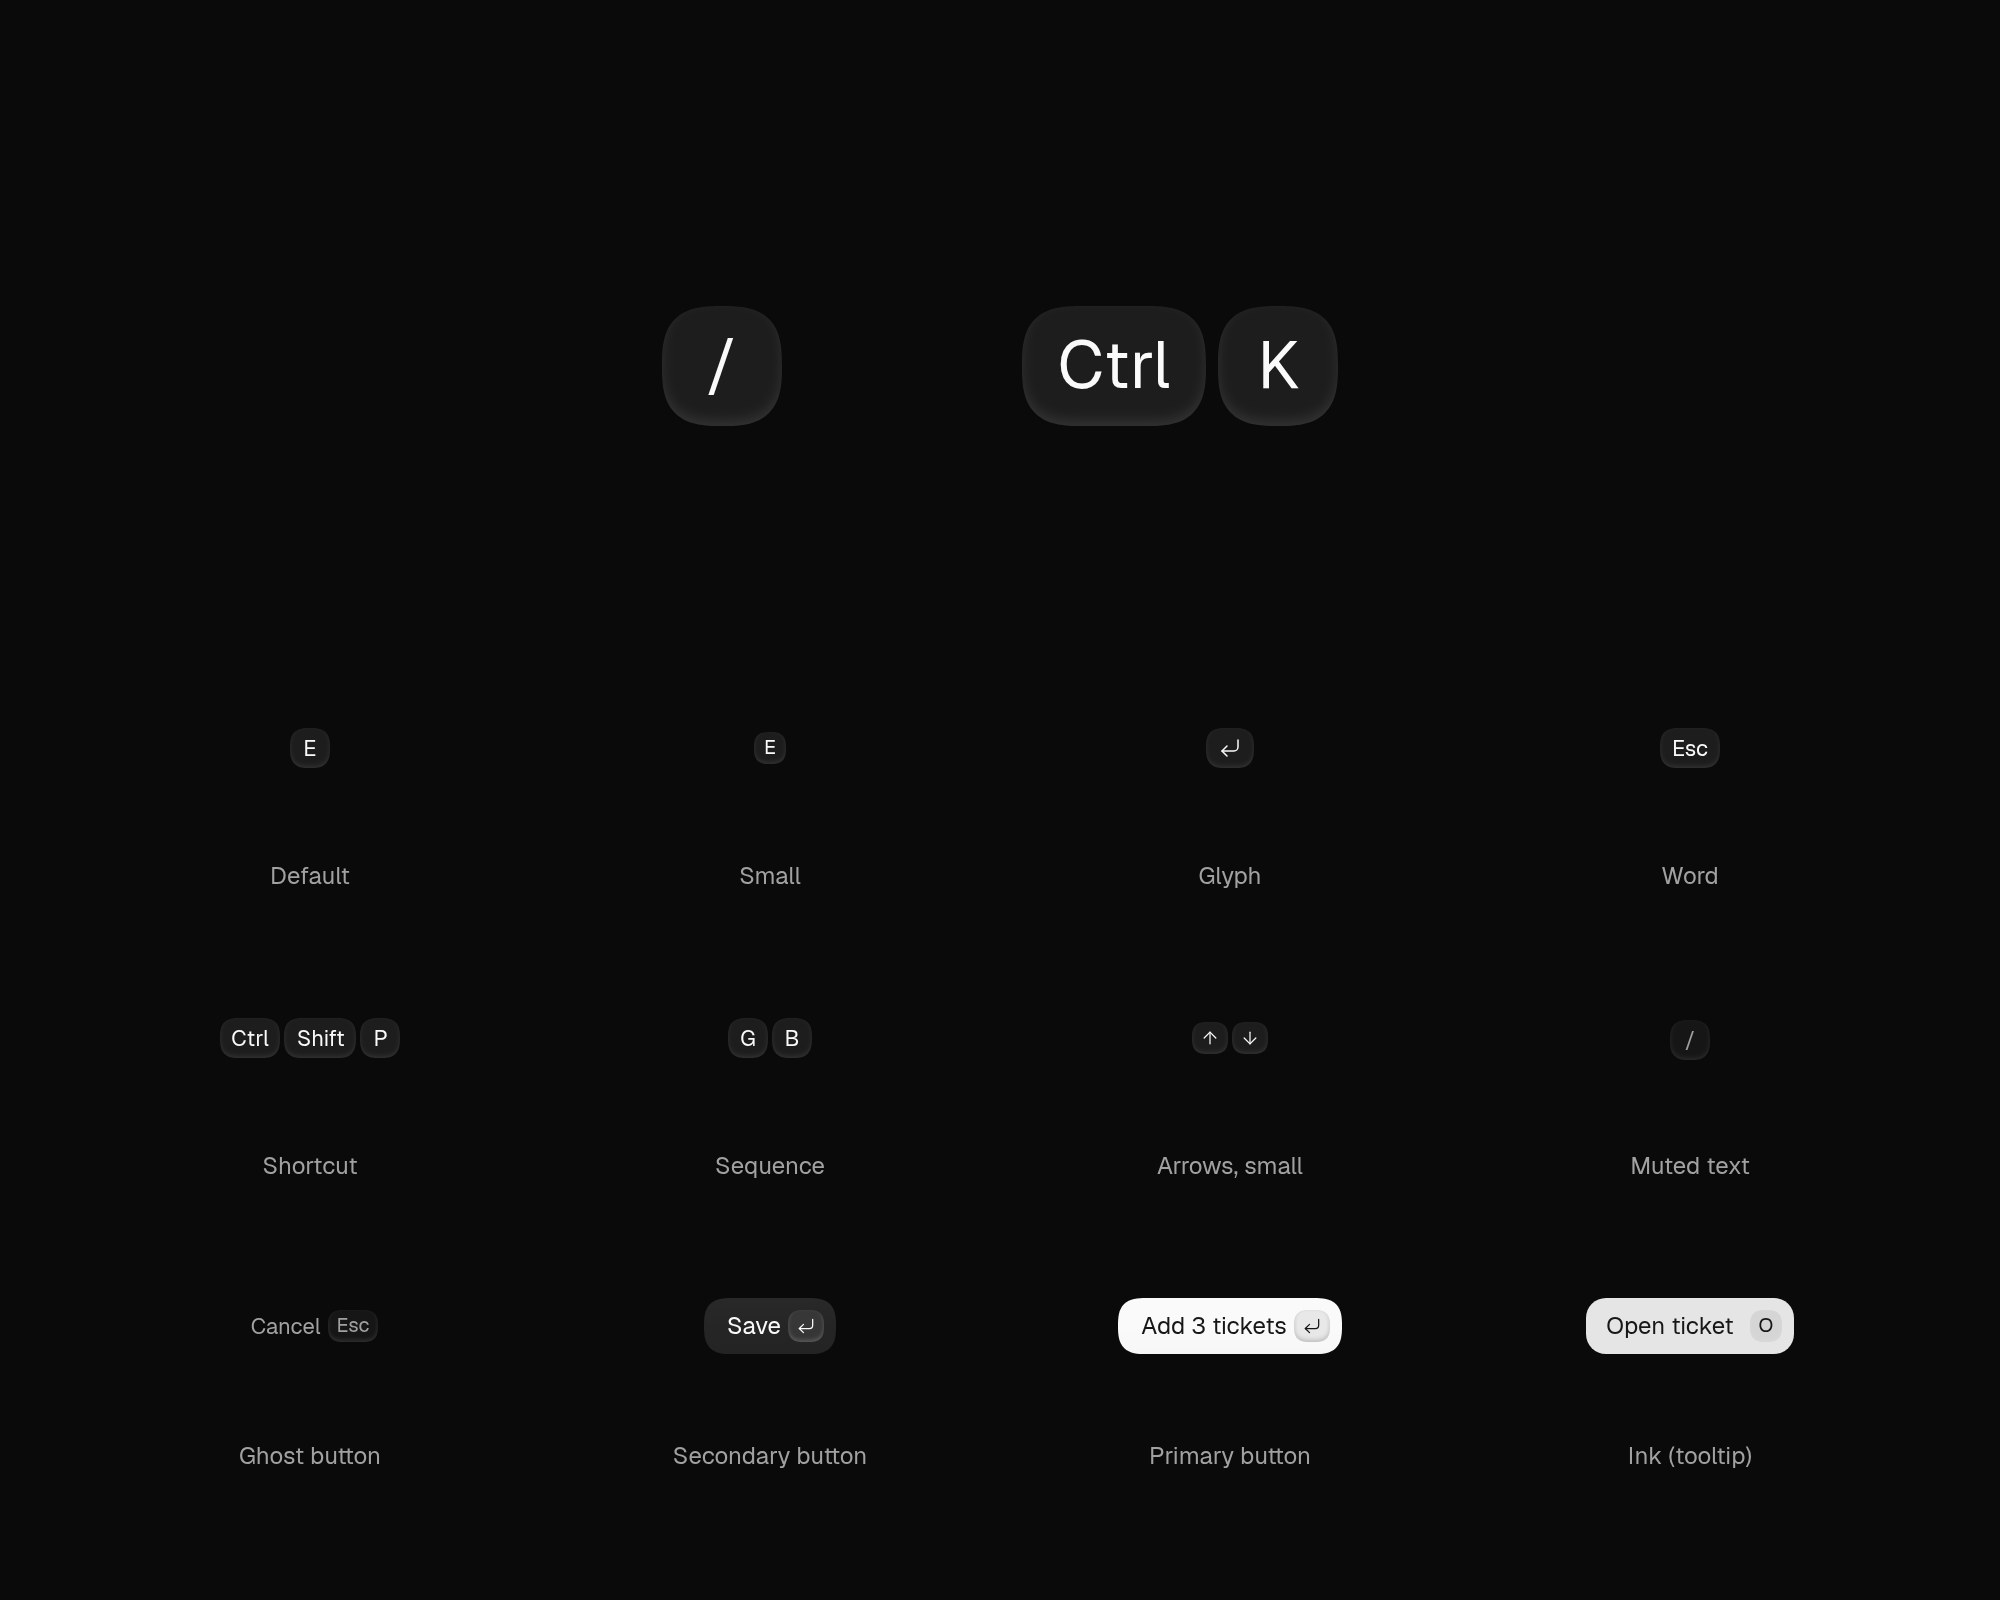 / Ctrl K
E E ↵ Esc
Default Small Glyph Word
Ctrl Shift P G B ↑ ↓ /
Shortcut Sequence Arrows, small Muted text
Cancel Esc Save ↵ Add 3 tickets ↵ Open ticket O
Ghost button Secondary button Primary button Ink (tooltip)